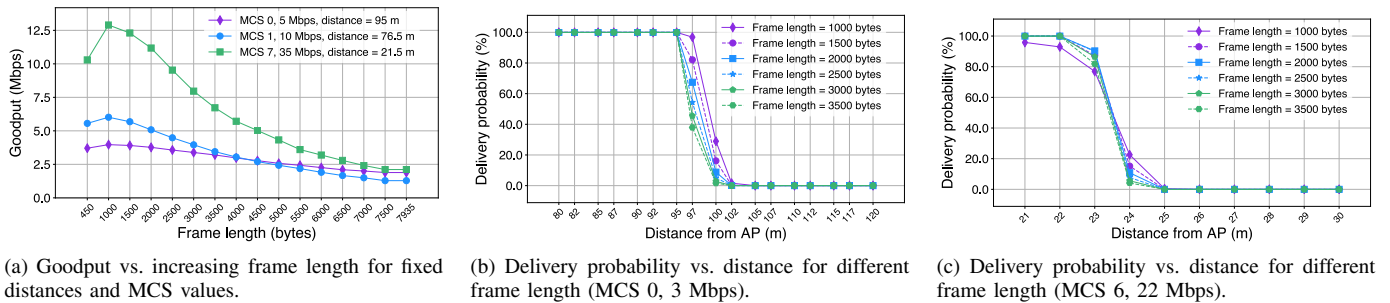 MCS 0, 5 Mbps, distance = 95 m
MCS 1, 10 Mbps, distance = 76.5 m
MCS 7, 35 Mbps, distance = 21.5 m
Goodput (Mbps)
12.5
10.0
7.5
5.0
2.5
0.0
450 1000 1500 2000 2500 3000 3500 4000 4500 5000 5500 6000 6500 7000 7500 7935
Frame length (bytes)
(a) Goodput vs. increasing frame length for fixed
distances and MCS values.
Frame length = 1000 bytes
Frame length = 1500 bytes
Frame length = 2000 bytes
Frame length = 2500 bytes
Frame length = 3000 bytes
Frame length = 3500 bytes
Delivery probability (%)
100.0
80.0
60.0
40.0
20.0
0.0
80 82 85 87 90 92 95 97 100 102 105 107 110 112 115 117 120
Distance from AP (m)
(b) Delivery probability vs. distance for different
frame length (MCS 0, 3 Mbps).
Frame length = 1000 bytes
Frame length = 1500 bytes
Frame length = 2000 bytes
Frame length = 2500 bytes
Frame length = 3000 bytes
Frame length = 3500 bytes
Delivery probability (%)
100.0
80.0
60.0
40.0
20.0
0.0
21 22 23 24 25 26 27 28 29 30
Distance from AP (m)
(c) Delivery probability vs. distance for different
frame length (MCS 6, 22 Mbps).